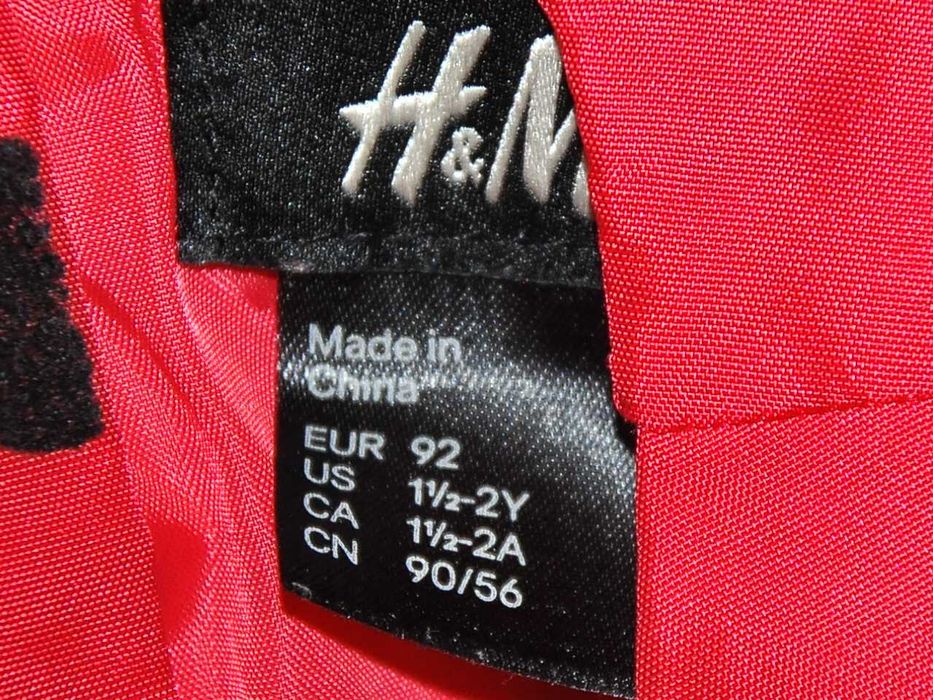 H&M
Made in
China
EUR 92
US 1½-2Y
CA 1½-2A
CN 90/56